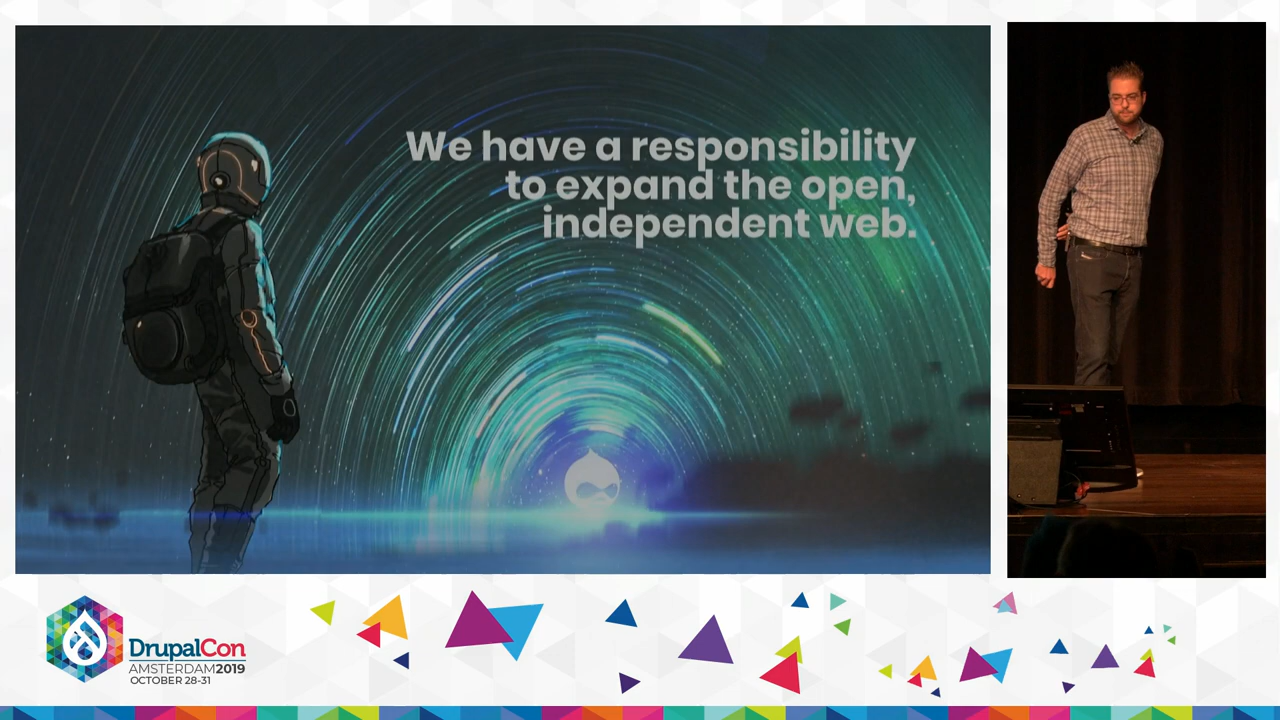 We have a responsibility
to expand the open,
independent web.
DrupalCon
AMSTERDAM2019
OCTOBER 28-31